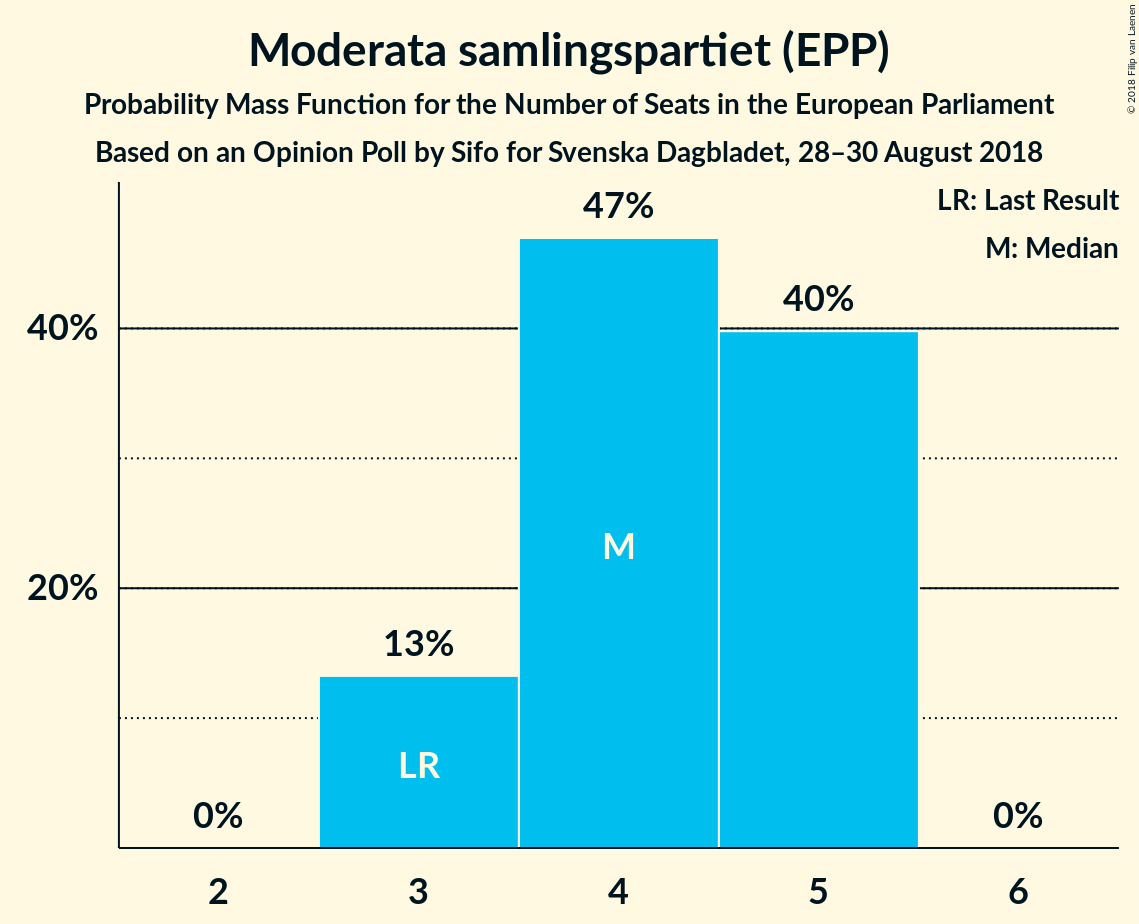 Moderata samlingspartiet (EPP)
Probability Mass Function for the Number of Seats in the European Parliament
Based on an Opinion Poll by Sifo for Svenska Dagbladet, 28–30 August 2018
© 2018 Filip van Laenen
LR: Last Result
M: Median
47%
40%
40%
M
20%
13%
LR
0%
0%
2
3
4
5
6